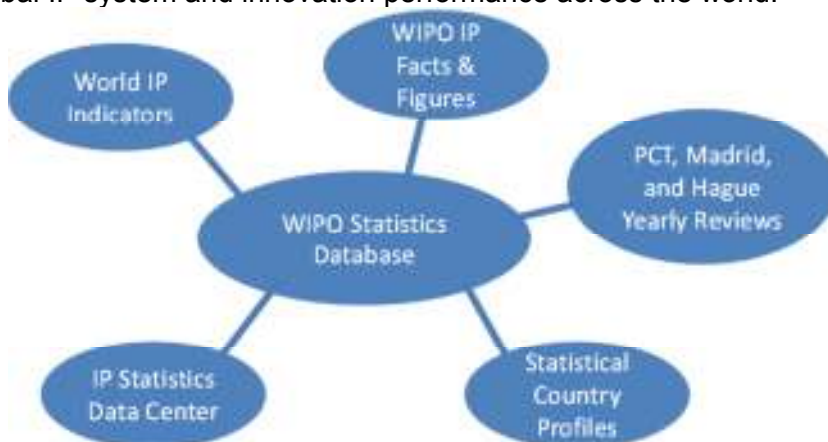 IP system and innovation performance across the world.
WIPO IP
Facts &
Figures
World IP
Indicators
PCT, Madrid,
and Hague
Yearly Reviews
WIPO Statistics
Database
IP Statistics
Data Center
Statistical
Country
Profiles